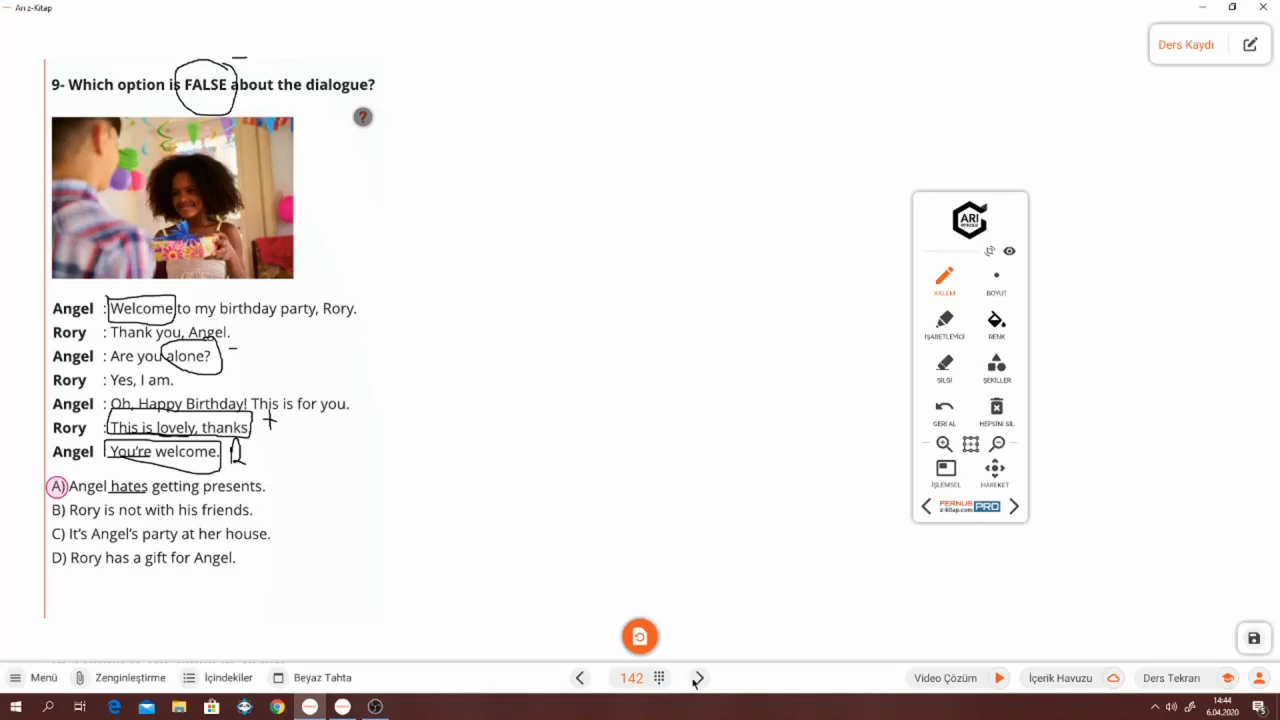 Arı z-Kitap
Ders Kaydı
9- Which option is FALSE about the dialogue?
?
Angel : Welcome to my birthday party, Rory.
Rory : Thank you, Angel.
Angel : Are you alone?
Rory : Yes, I am.
Angel : Oh, Happy Birthday! This is for you.
Rory : This is lovely, thanks
Angel You're welcome.
A) Angel hates getting presents.
B) Rory is not with his friends.
C) It's Angel's party at her house.
D) Rory has a gift for Angel.
ARI
KALEM
BOYUT
İŞARETLEYİCİ
RENK
SİLGİ
ŞEKİLLER
GERİ AL
HEPSİNİ SİL
İŞLEMSEL
HAREKET
FERNUS
z-kitap.com PRO
Menü
Zenginleştirme
İçindekiler
Beyaz Tahta
142
Video Çözüm
İçerik Havuzu
Ders Tekrarı
14:44
6.04.2020